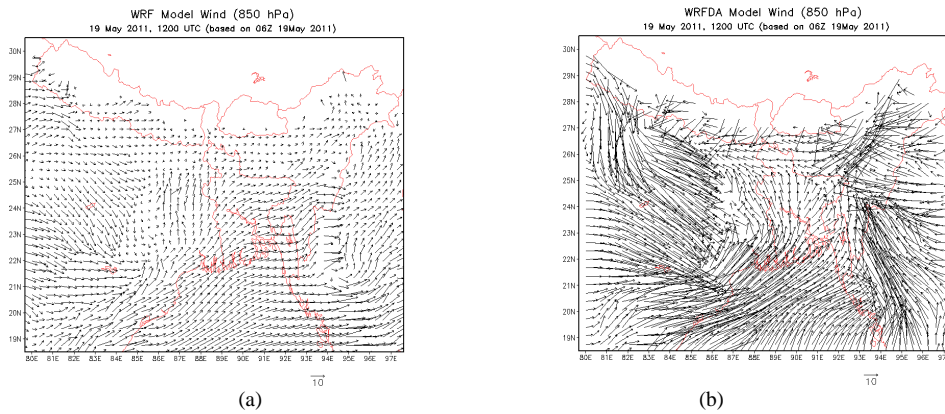 WRF Model Wind (850 hPa)
19 May 2011, 1200 UTC (based on 06Z 19May2011)
30N
29N
28N
27N
26N
25N
24N
23N
22N
21N
20N
19N
80E 81E 82E 83E 84E 85E 86E 87E 88E 89E 90E 91E 92E 93E 94E 95E 96E 97E
10
(a)
WRFDA Model Wind (850 hPa)
19 May 2011, 1200 UTC (based on 06Z 19May2011)
30N
29N
28N
27N
26N
25N
24N
23N
22N
21N
20N
19N
80E 81E 82E 83E 84E 85E 86E 87E 88E 89E 90E 91E 92E 93E 94E 95E 96E 97
10
(b)